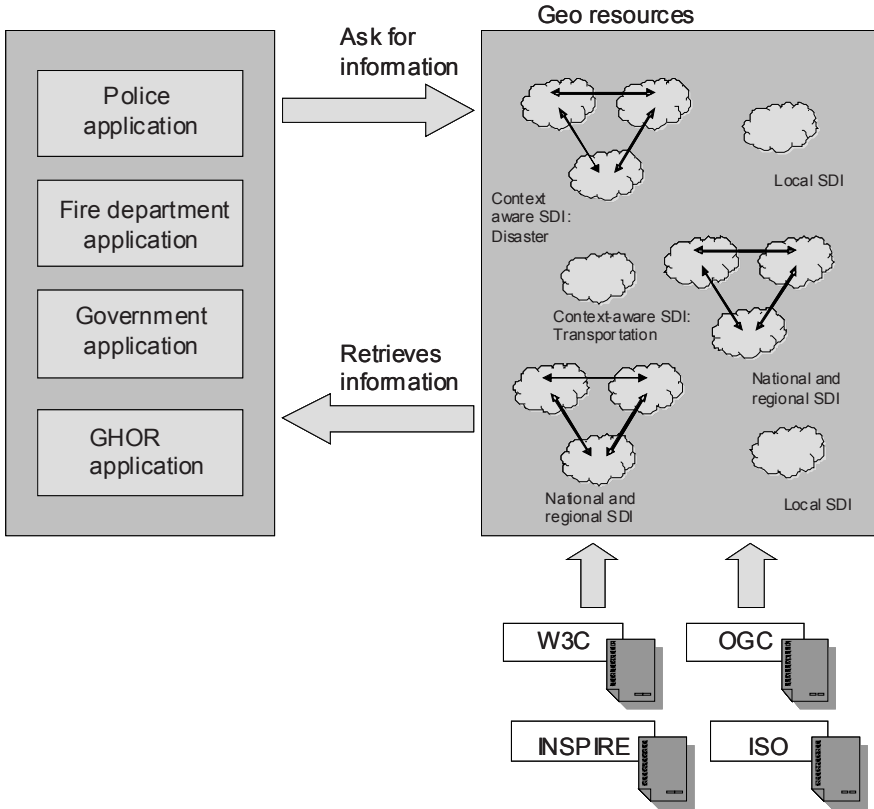 Geo resources
Ask for
information
Police
application
Fire department
application
Government
application
GHOR
application
Retrieves
information
Local SDI
Context
aware SDI:
Disaster
Context-aware SDI:
Transportation
National and
regional SDI
National and
regional SDI
Local SDI
W3C
OGC
INSPIRE
ISO